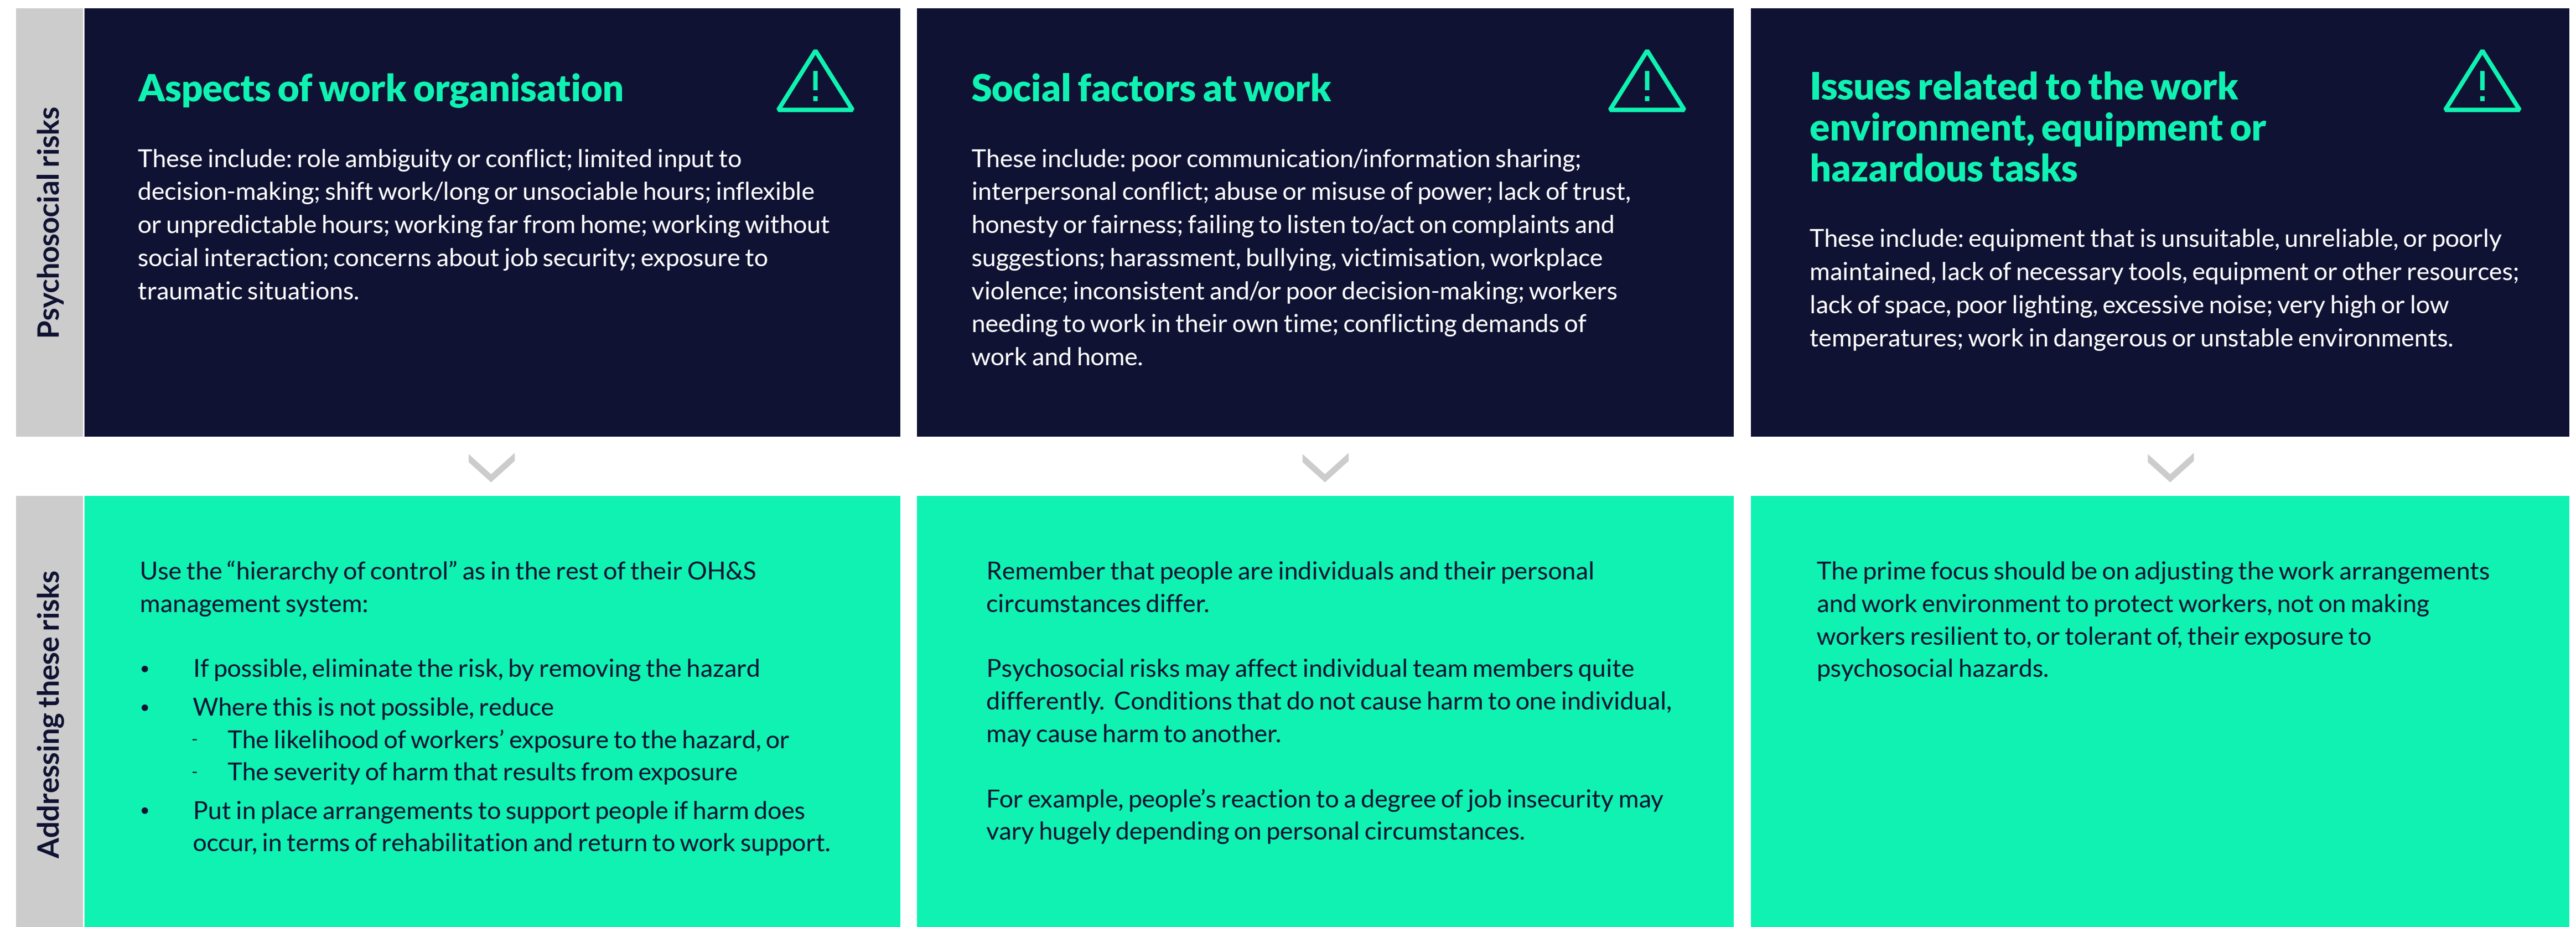 Psychosocial risks
Aspects of work organisation
These include: role ambiguity or conflict; limited input to
decision-making; shift work/long or unsociable hours; inflexible
or unpredictable hours; working far from home; working without
social interaction; concerns about job security; exposure to
traumatic situations.
Social factors at work
These include: poor communication/information sharing;
interpersonal conflict; abuse or misuse of power; lack of trust,
honesty or fairness; failing to listen to/act on complaints and
suggestions; harassment, bullying, victimisation, workplace
violence; inconsistent and/or poor decision-making; workers
needing to work in their own time; conflicting demands of
work and home.
Issues related to the work
environment, equipment or
hazardous tasks
These include: equipment that is unsuitable, unreliable, or poorly
maintained, lack of necessary tools, equipment or other resources;
lack of space, poor lighting, excessive noise; very high or low
temperatures; work in dangerous or unstable environments.
Addressing these risks
Use the “hierarchy of control” as in the rest of their OH&S
management system:
• If possible, eliminate the risk, by removing the hazard
• Where this is not possible, reduce
- The likelihood of workers’ exposure to the hazard, or
- The severity of harm that results from exposure
• Put in place arrangements to support people if harm does
occur, in terms of rehabilitation and return to work support.
Remember that people are individuals and their personal
circumstances differ.
Psychosocial risks may affect individual team members quite
differently. Conditions that do not cause harm to one individual,
may cause harm to another.
For example, people’s reaction to a degree of job insecurity may
vary hugely depending on personal circumstances.
The prime focus should be on adjusting the work arrangements
and work environment to protect workers, not on making
workers resilient to, or tolerant of, their exposure to
psychosocial hazards.